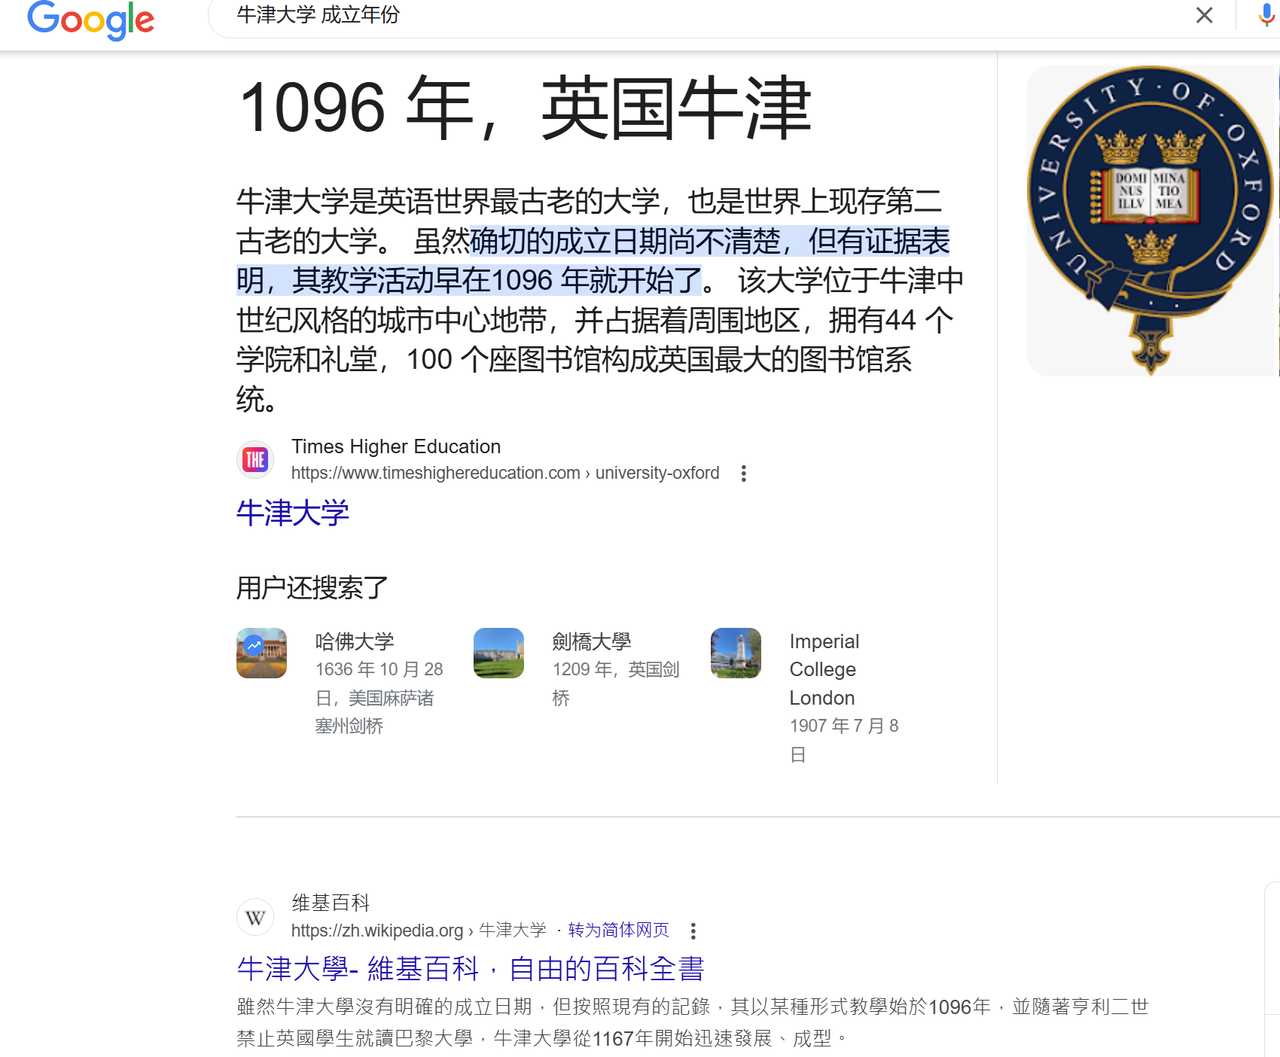 Google
牛津大学 成立年份
1096 年，英国牛津
牛津大学是英语世界最古老的大学，也是世界上现存第二
古老的大学。 虽然确切的成立日期尚不清楚，但有证据表
明，其教学活动早在1096 年就开始了。 该大学位于牛津中
世纪风格的城市中心地带，并占据着周围地区，拥有44 个
学院和礼堂，100 个座图书馆构成英国最大的图书馆系
统。
THE
Times Higher Education
https://www.timeshighereducation.com › university-oxford
牛津大学
UNIVERSITY · OF · OXFORD
DOMI MINA
NUS TIO
ILLV MEA
用户还搜索了
哈佛大学
1636 年 10 月 28
日，美国麻萨诸
塞州剑桥
劍橋大學
1209 年，英国剑
桥
Imperial
College
London
1907 年 7 月 8
日
W
维基百科
https://zh.wikipedia.org › 牛津大学 · 转为简体网页
牛津大學- 維基百科，自由的百科全書
雖然牛津大學沒有明確的成立日期，但按照現有的記錄，其以某種形式教學始於1096年，並隨著亨利二世
禁止英國學生就讀巴黎大學，牛津大學從1167年開始迅速發展、成型。